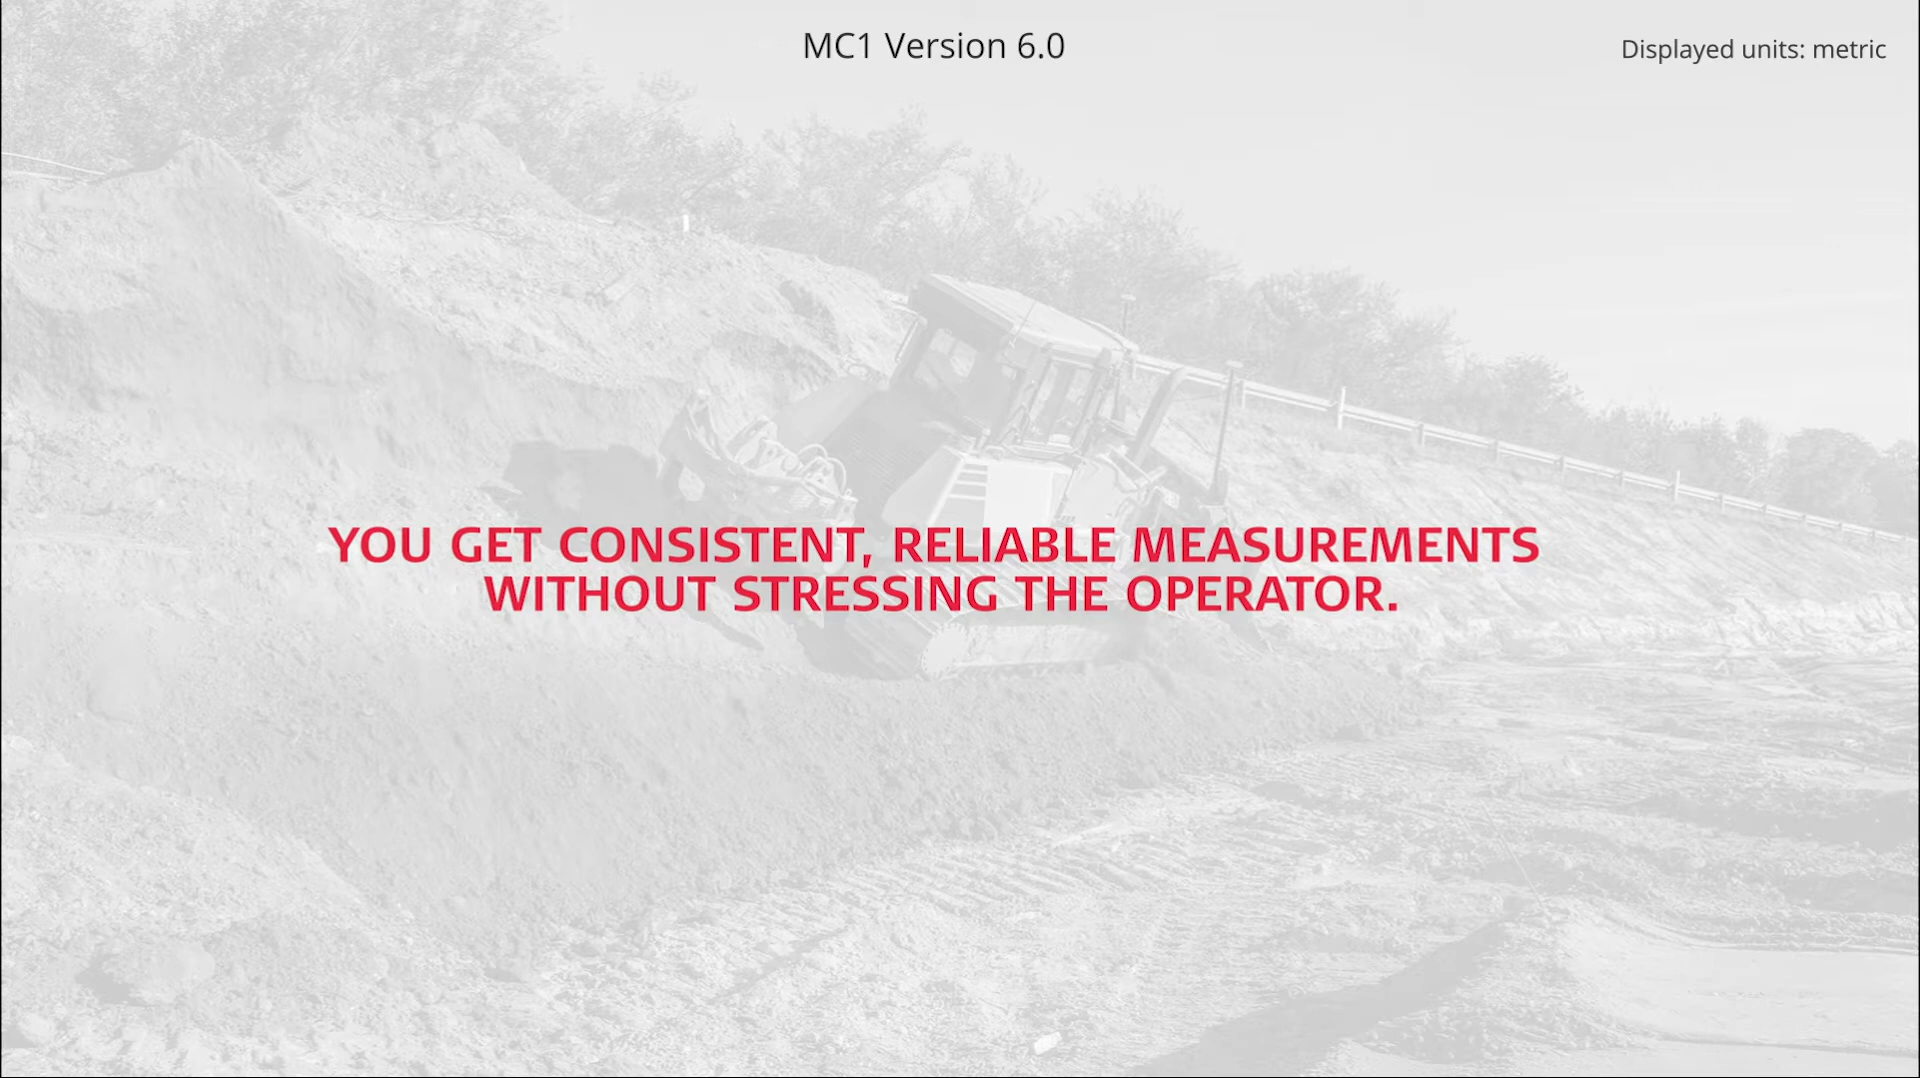 MC1 Version 6.0
Displayed units: metric
YOU GET CONSISTENT, RELIABLE MEASUREMENTS
WITHOUT STRESSING THE OPERATOR.